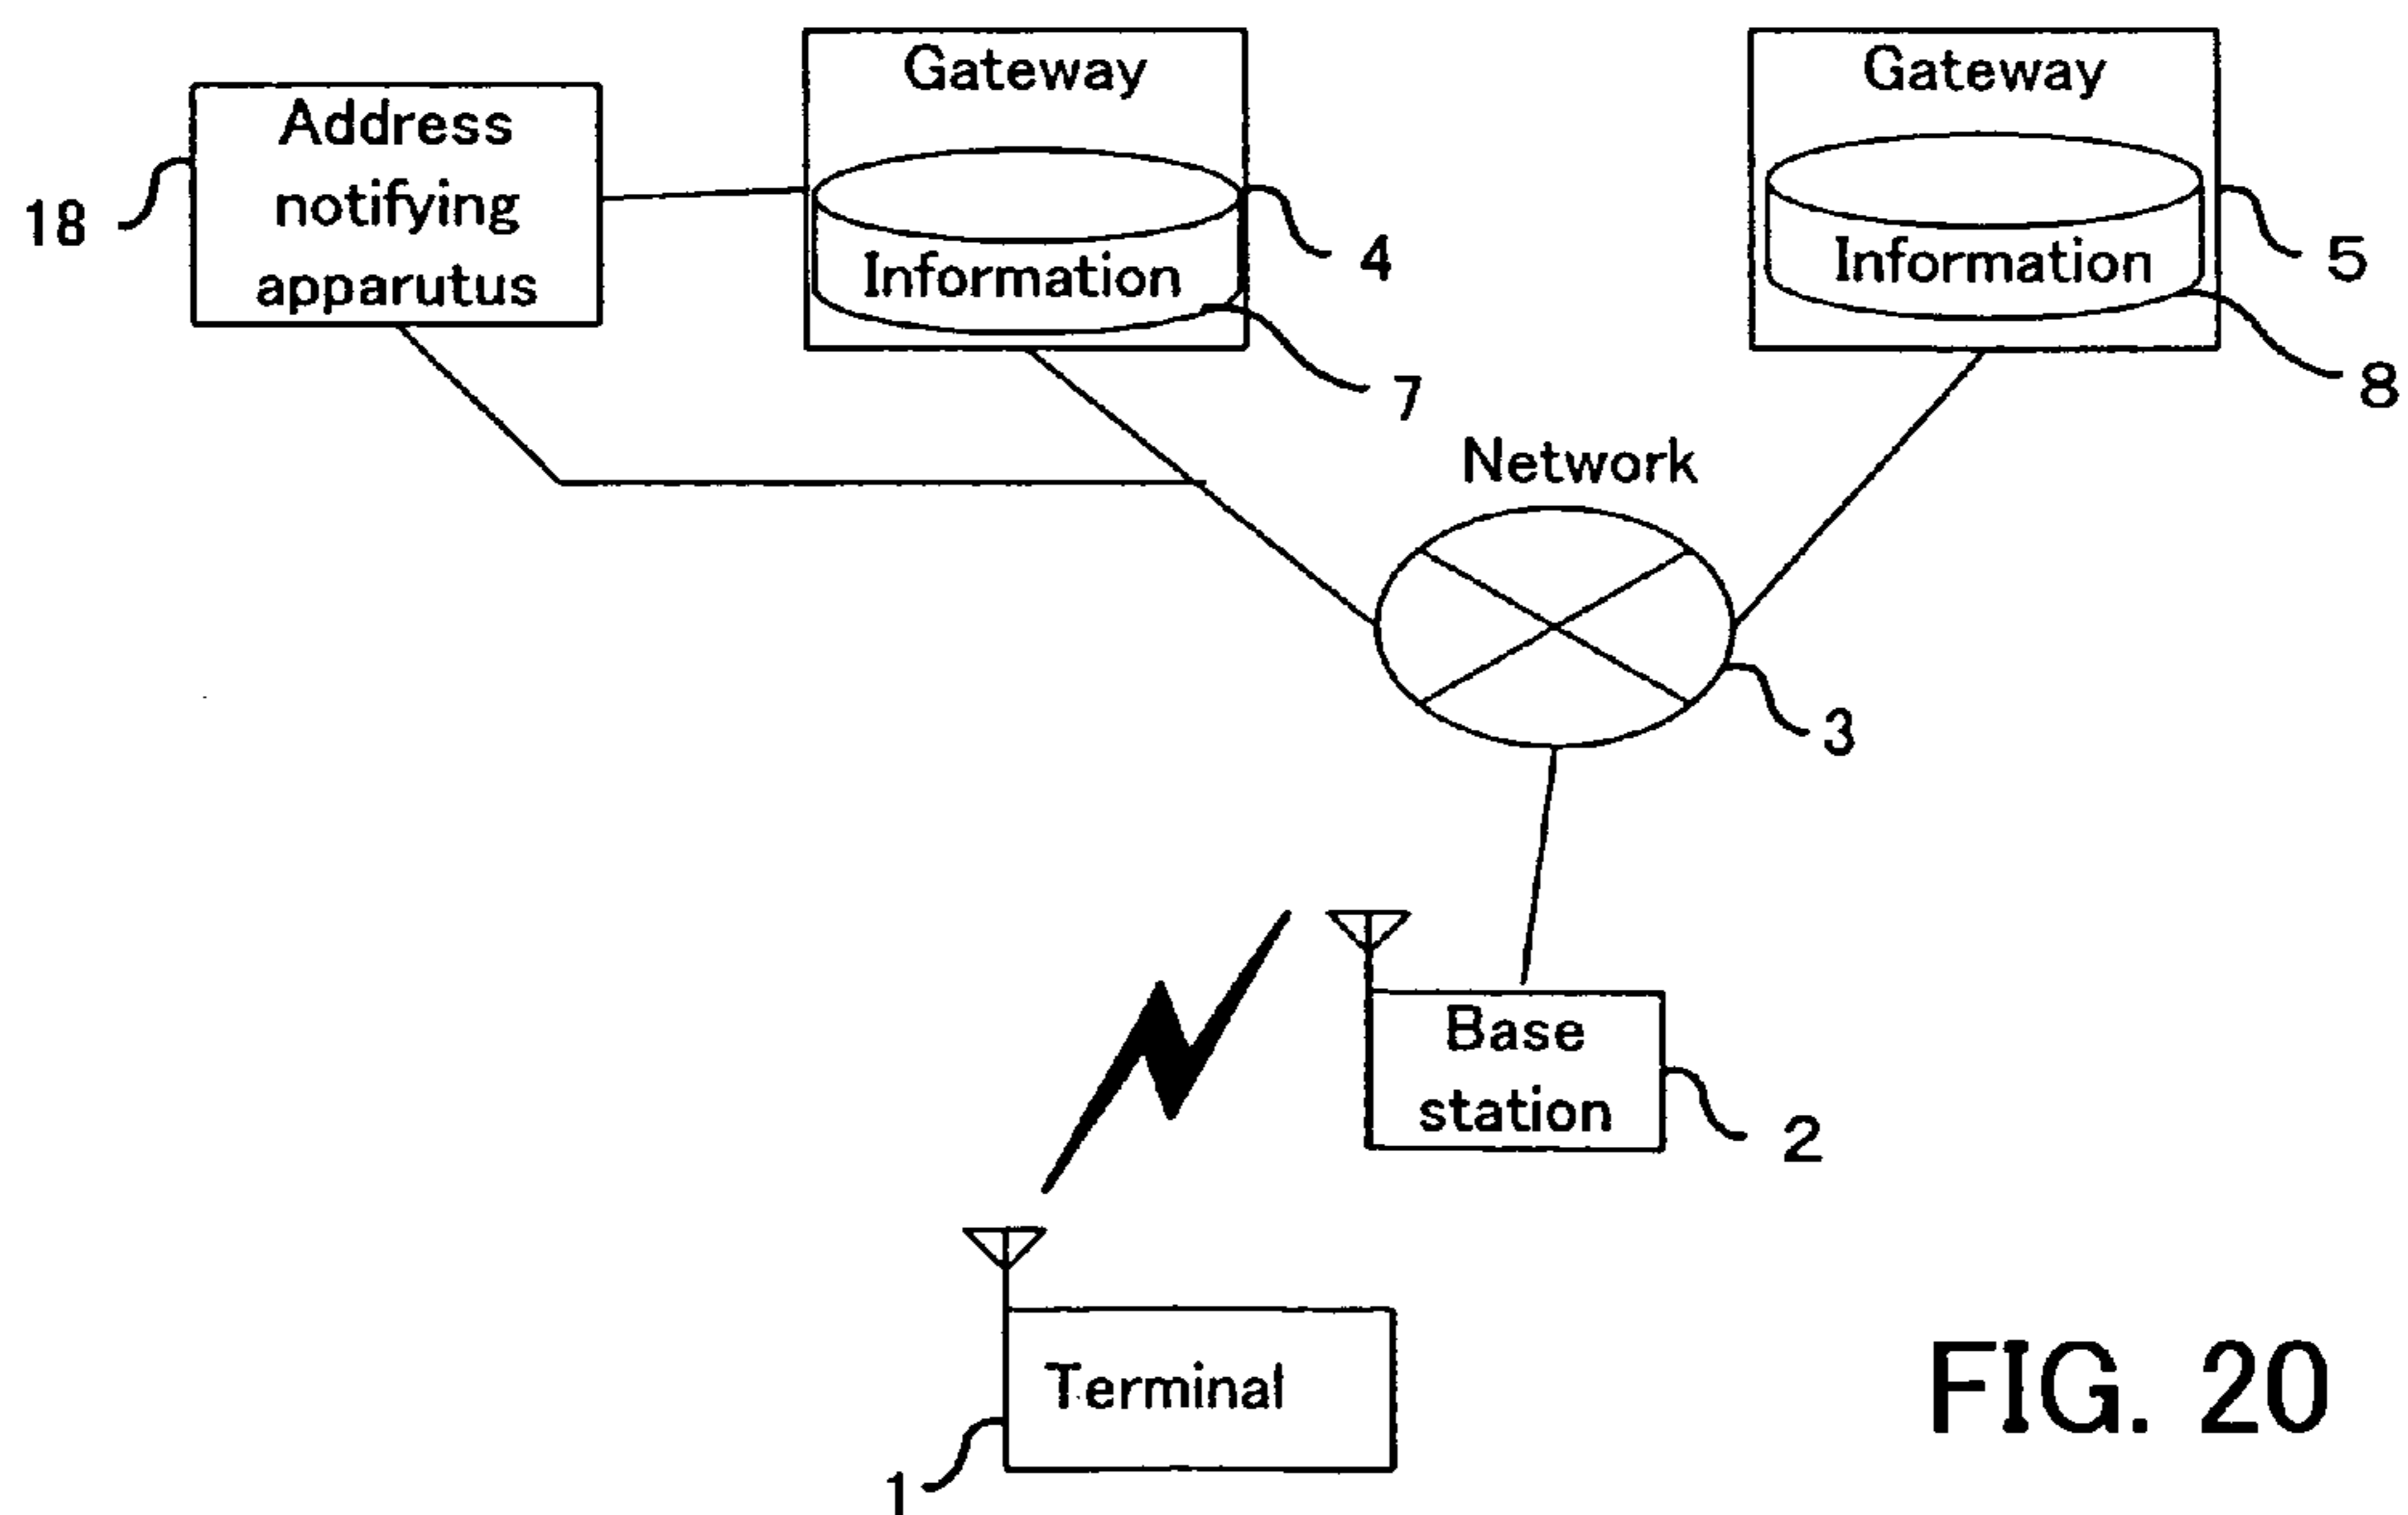 Gateway
Gateway
Address
notifying
apparutus
18
Information
4
Information
5
7
8
Network
3
Base
station
2
Terminal
1
FIG. 20